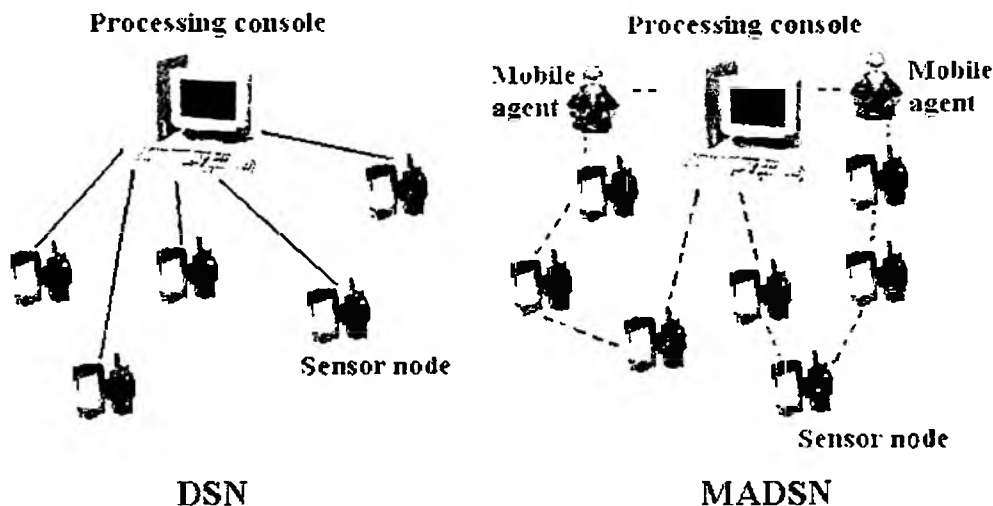 Processing console
Sensor node
DSN
Processing console
Mobile
agent
Mobile
agent
Sensor node
MADSN